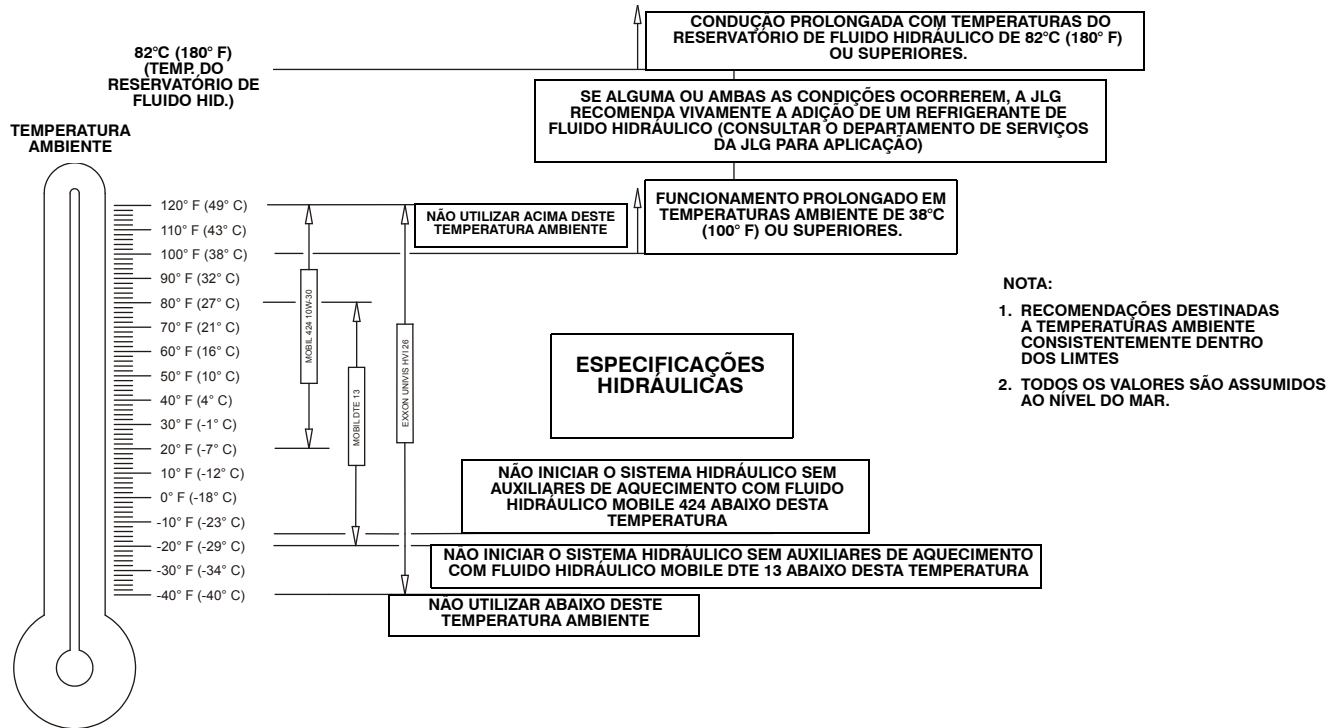 CONDUÇÃO PROLONGADA COM TEMPERATURAS DO
RESERVATÓRIO DE FLUIDO HIDRÁULICO DE 82°C (180° F)
OU SUPERIORES.
82°C (180° F)
(TEMP. DO
RESERVATÓRIO DE
FLUIDO HID.)
SE ALGUMA OU AMBAS AS CONDIÇÕES OCORREREM, A JLG
RECOMENDA VIVAMENTE A ADIÇÃO DE UM REFRIGERANTE DE
FLUIDO HIDRÁULICO (CONSULTAR O DEPARTAMENTO DE SERVIÇOS
DA JLG PARA APLICAÇÃO)
TEMPERATURA
AMBIENTE
FUNCIONAMENTO PROLONGADO EM
TEMPERATURAS AMBIENTE DE 38°C
(100° F) OU SUPERIORES.
NÃO UTILIZAR ACIMA DESTE
TEMPERATURA AMBIENTE
120° F (49° C)
110° F (43° C)
100° F (38° C)
90° F (32° C)
80° F (27° C)
70° F (21° C)
60° F (16° C)
50° F (10° C)
40° F (4° C)
30° F (-1° C)
20° F (-7° C)
10° F (-12° C)
0° F (-18° C)
-10° F (-23° C)
-20° F (-29° C)
-30° F (-34° C)
-40° F (-40° C)
MOBIL 424 10W-30
MOBIL DTE 13
EXXON UNIVIS HVI 26
ESPECIFICAÇÕES
HIDRÁULICAS
NOTA:
1. RECOMENDAÇÕES DESTINADAS
A TEMPERATURAS AMBIENTE
CONSISTENTEMENTE DENTRO
DOS LIMTES
2. TODOS OS VALORES SÃO ASSUMIDOS
AO NÍVEL DO MAR.
NÃO INICIAR O SISTEMA HIDRÁULICO SEM
AUXILIARES DE AQUECIMENTO COM FLUIDO
HIDRÁULICO MOBILE 424 ABAIXO DESTA
TEMPERATURA
NÃO INICIAR O SISTEMA HIDRÁULICO SEM AUXILIARES DE AQUECIMENTO
COM FLUIDO HIDRÁULICO MOBILE DTE 13 ABAIXO DESTA TEMPERATURA
NÃO UTILIZAR ABAIXO DESTE
TEMPERATURA AMBIENTE